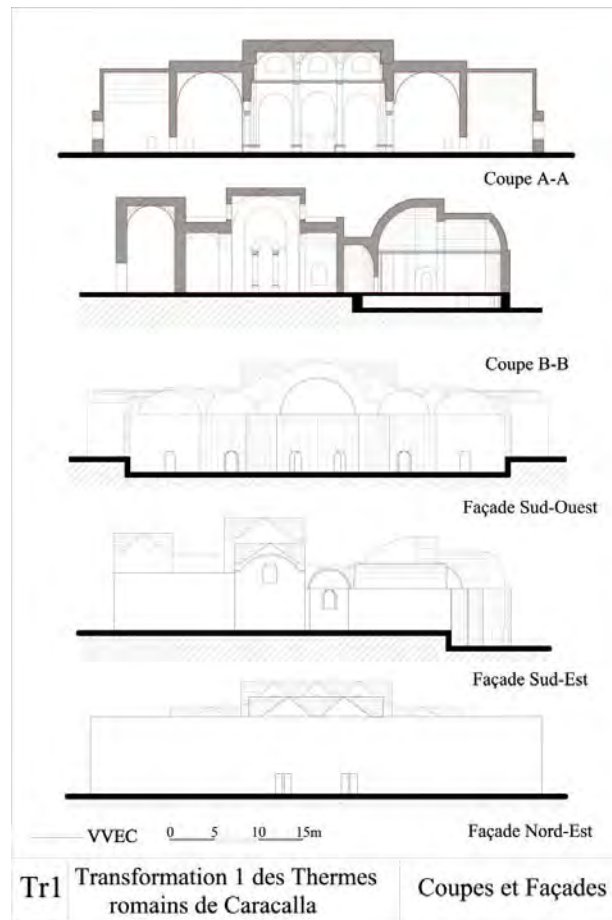 Coupe A-A
Coupe B-B
Façade Sud-Ouest
Façade Sud-Est
Façade Nord-Est
VVEC 0 5 10 15m
Tr1 Transformation 1 des Thermes romains de Caracalla Coupes et Façades